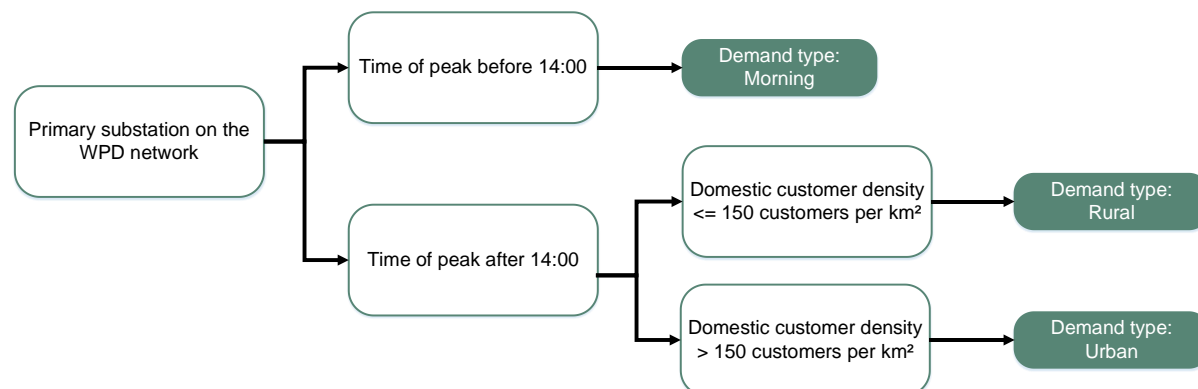 Primary substation on the
WPD network
Time of peak before 14:00
Demand type:
Morning
Time of peak after 14:00
Domestic customer density
<= 150 customers per km²
Demand type:
Rural
Domestic customer density
> 150 customers per km²
Demand type:
Urban